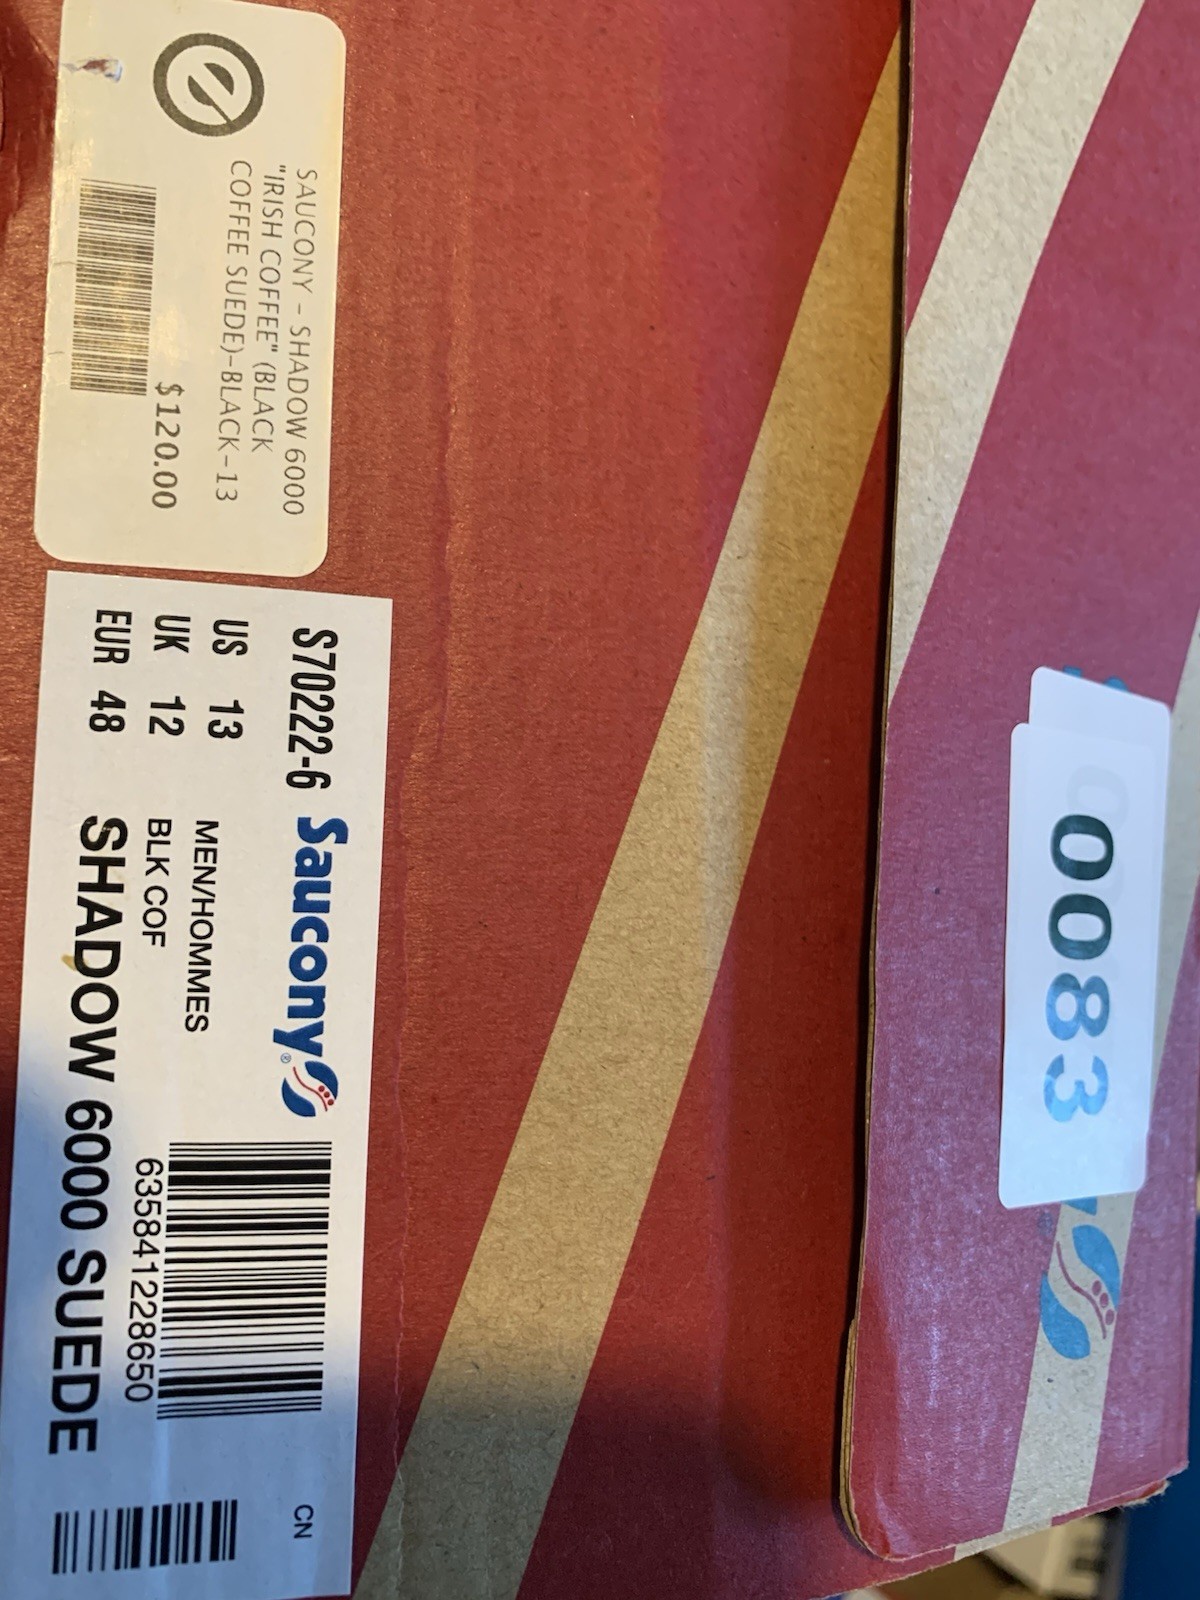 e
SAUCONY - SHADOW 6000
"IRISH COFFEE" (BLACK
COFFEE SUEDE)-BLACK-13
$120.00
S70222-6 Saucony®
US 13 MEN/HOMMES
UK 12 BLK COF
EUR 48 SHADOW 6000 SUEDE
635841228650
CN
0083